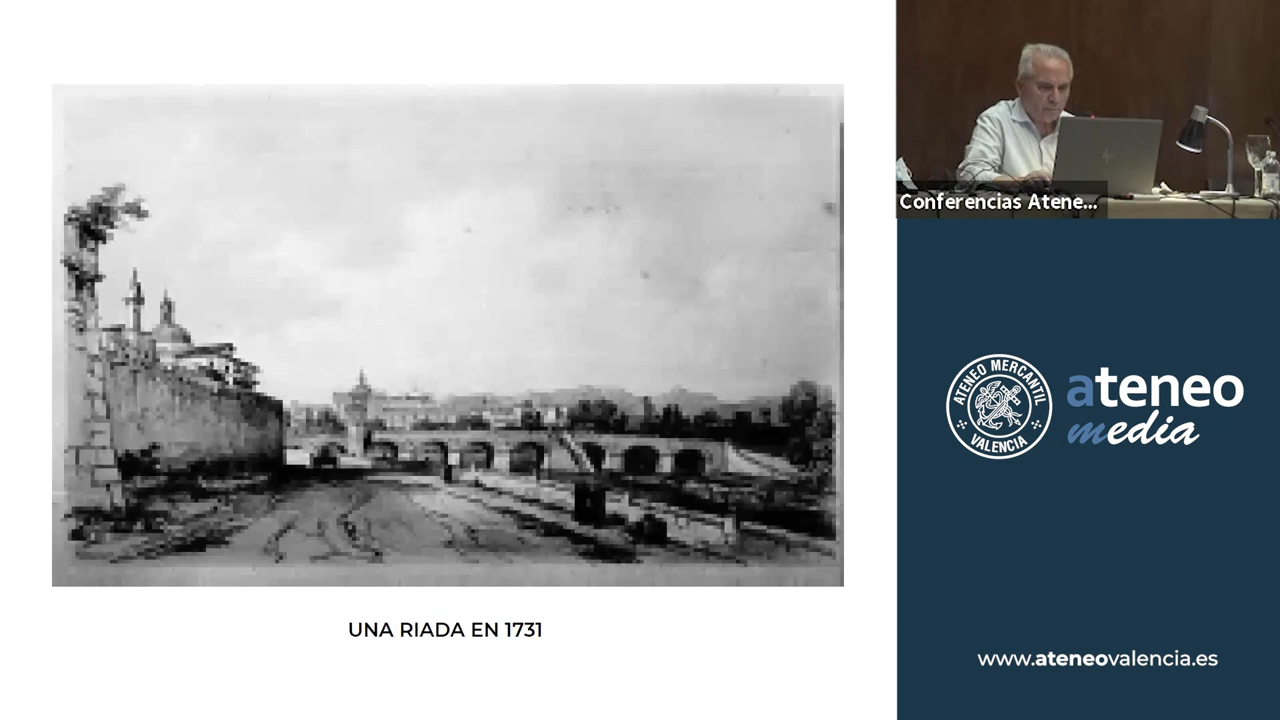 UNA RIADA EN 1731
Conferencias Atene...
ATENEO MERCANTIL
VALENCIA
ateneo
media
www.ateneovalencia.es